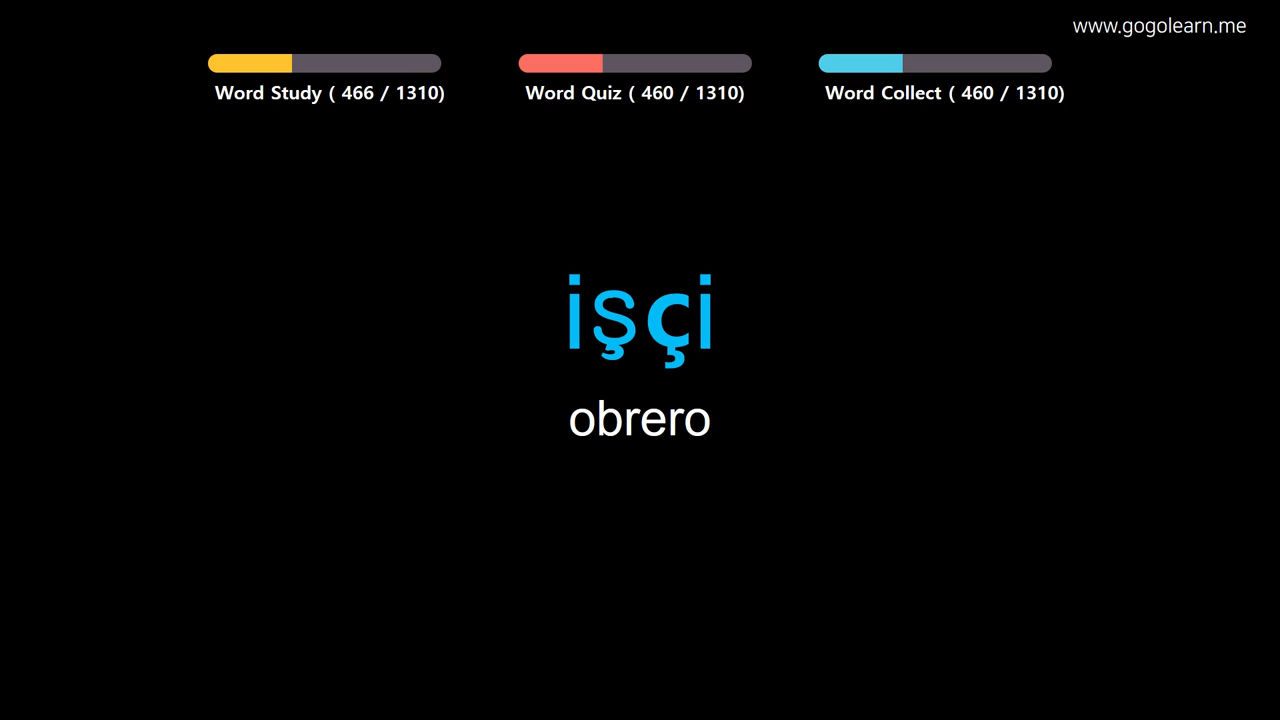 www.gogolearn.me
Word Study ( 466 / 1310)
Word Quiz ( 460 / 1310)
Word Collect ( 460 / 1310)
işçi
obrero